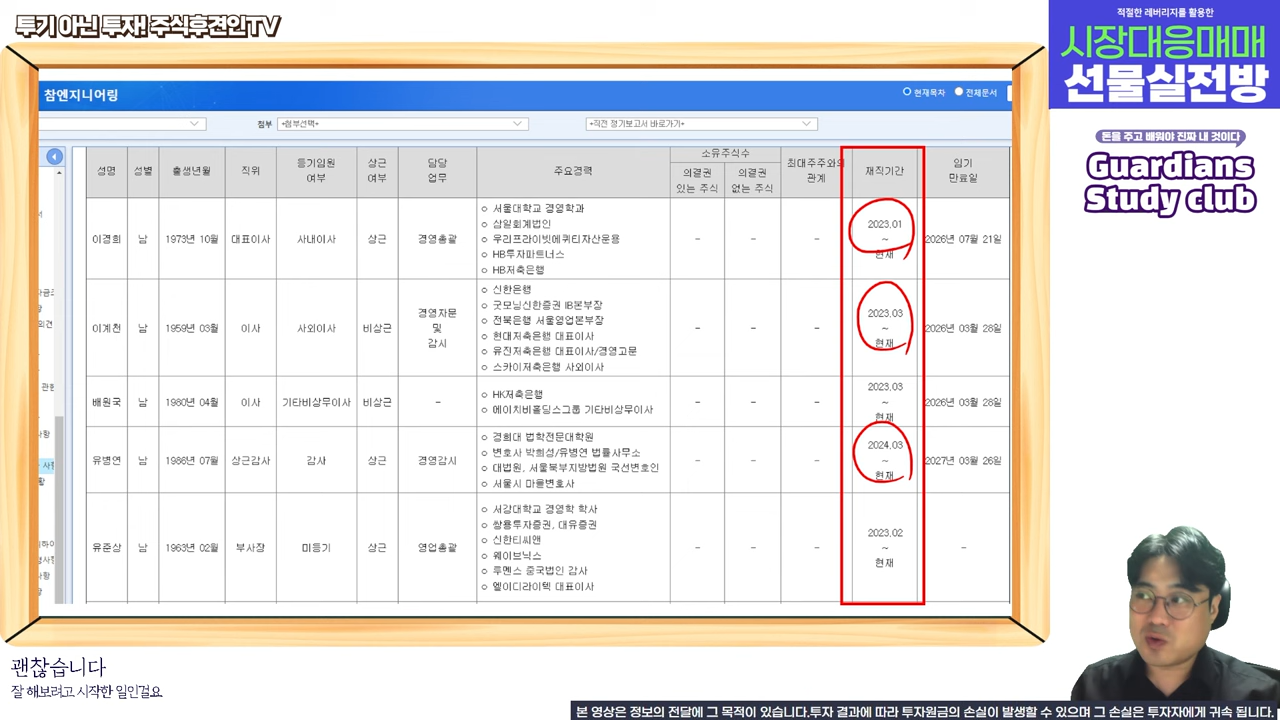 투기 아닌 투자! 주식후견인TV
적절한 레버리지를 활용한
시장대응매매
선물실전방
돈을 주고 배워야 진짜 내 것이다
Guardians
Study club
참엔지니어링
현재목차 전체문서
첨부 +첨부선택+ +직전 정기보고서 바로가기+
성명 성별 출생년월 직위 등기임원 여부 상근 여부 담당 업무 주요경력 소유주식수 의결권 있는 주식 의결권 없는 주식 최대주주와의 관계 재직기간 임기 만료일
이경희 남 1973년 10월 대표이사 사내이사 상근 경영총괄
○ 서울대학교 경영학과
○ 삼일회계법인
○ 우리프라이빗에쿼티자산운용
○ HB투자파트너스
○ HB저축은행
- - - 2023.01 ~ 현재 2026년 07월 21일
이계천 남 1959년 03월 이사 사외이사 비상근 경영자문 및 감시
○ 신한은행
○ 굿모닝신한증권 IB본부장
○ 전북은행 서울영업본부장
○ 현대저축은행 대표이사
○ 유진저축은행 대표이사/경영고문
○ 스카이저축은행 사외이사
- - - 2023.03 ~ 현재 2026년 03월 28일
배원국 남 1980년 04월 이사 기타비상무이사 비상근 -
○ HK저축은행
○ 에이치비홀딩스그룹 기타비상무이사
- - - 2023.03 ~ 현재 2026년 03월 28일
유병연 남 1986년 07월 상근감사 감사 상근 경영감시
○ 경희대 법학전문대학원
○ 변호사 박희성/유병연 법률사무소
○ 대법원, 서울북부지방법원 국선변호인
○ 서울시 마을변호사
- - - 2024.03 ~ 현재 2027년 03월 26일
유준상 남 1963년 02월 부사장 미등기 상근 영업총괄
○ 서강대학교 경영학 학사
○ 쌍용투자증권, 대유증권
○ 신한티씨앤
○ 웨이브닉스
○ 루멘스 중국법인 감사
○ 엘이디라이텍 대표이사
- - - 2023.02 ~ 현재 -
괜찮습니다
잘 해보려고 시작한 일인걸요
본 영상은 정보의 전달에 그 목적이 있습니다.투자 결과에 따라 투자원금의 손실이 발생할 수 있으며 그 손실은 투자자에게 귀속 됩니다.